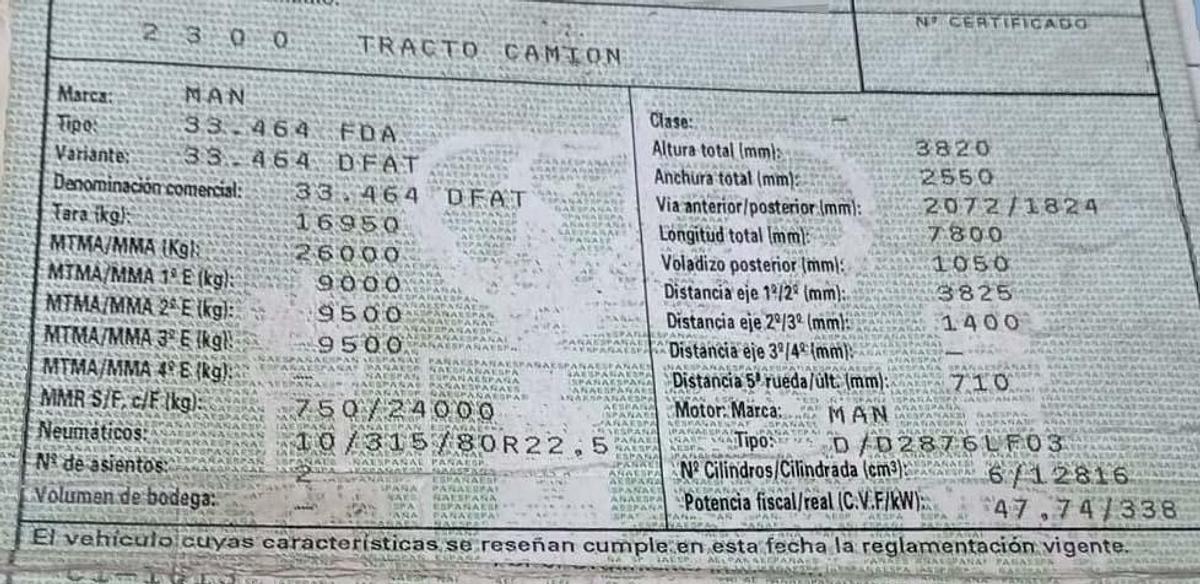 Nº CERTIFICADO
2300 TRACTO CAMION
Marca: MAN
Tipo: 33.464 FDA
Variante: 33.464 DFAT
Denominación comercial: 33.464 DFAT
Tara (kg): 16950
MTMA/MMA (Kg): 26000
MTMA/MMA 1º E (kg): 9000
MTMA/MMA 2º E (kg): 9500
MTMA/MMA 3º E (kg): 9500
MTMA/MMA 4º E (kg): —
MMR S/F, c/F (kg): 750/24000
Neumáticos: 10/315/80R22,5
Nº de asientos: 2
Volumen de bodega: —
Clase: —
Altura total (mm): 3820
Anchura total (mm): 2550
Via anterior/posterior (mm): 2072/1824
Longitud total (mm): 7800
Voladizo posterior (mm): 1050
Distancia eje 1º/2º (mm): 3825
Distancia eje 2º/3º (mm): 1400
Distancia eje 3º/4º (mm): —
Distancia 5ª rueda/últ. (mm): 710
Motor: Marca: MAN
Tipo: D/D2876LF03
Nº Cilindros/Cilindrada (cm³): 6/12816
Potencia fiscal/real (C.V.F/kW): 47,74/338
El vehículo cuyas características se reseñan cumple en esta fecha la reglamentación vigente.